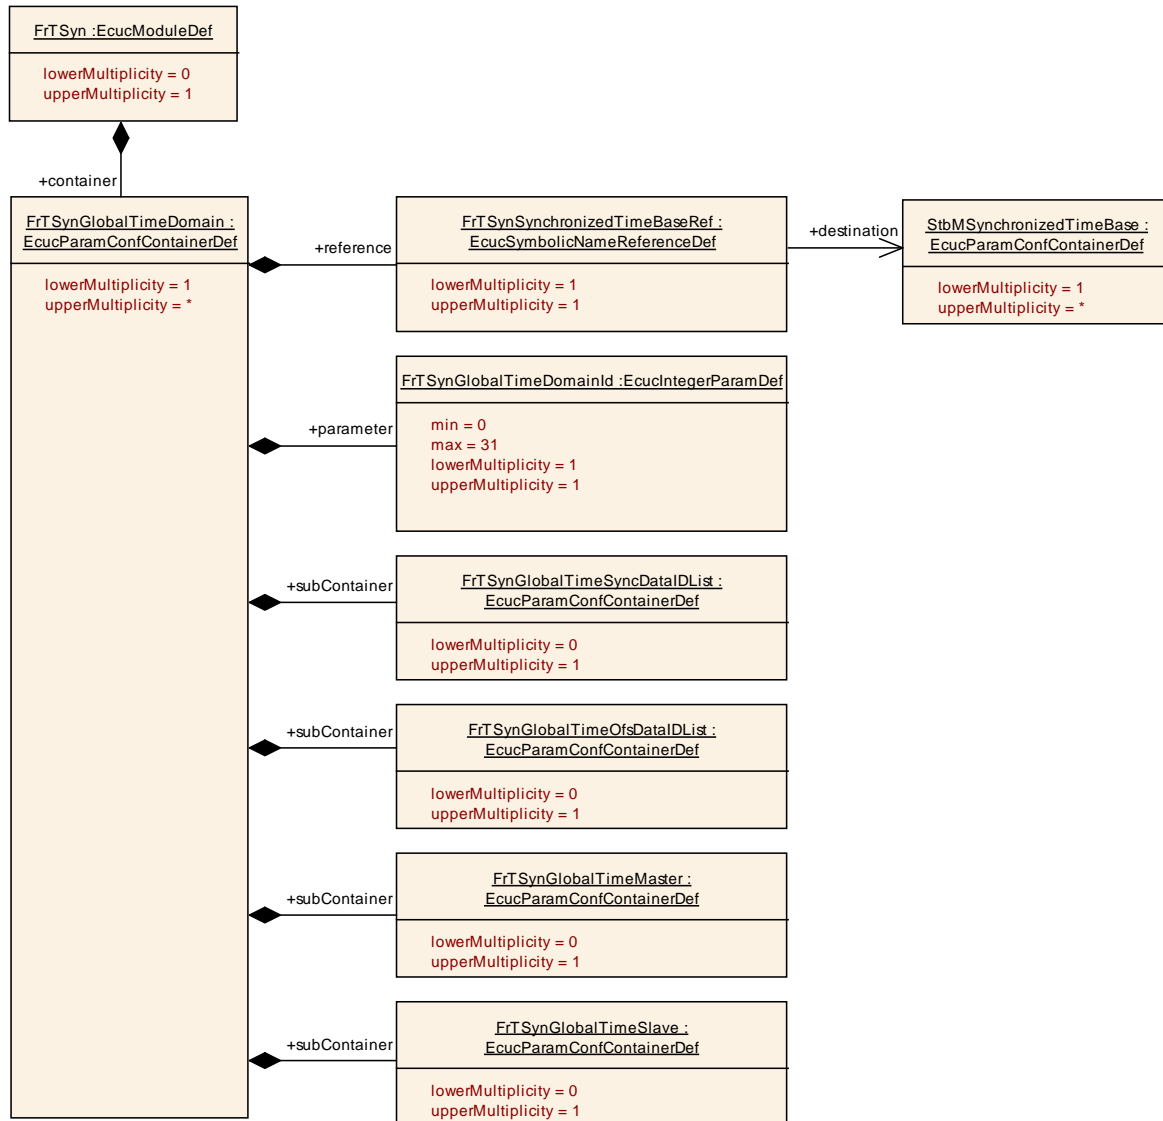 FrTSyn :EcucModuleDef
lowerMultiplicity = 0
upperMultiplicity = 1
+container
FrTSynGlobalTimeDomain :
EcucParamConfContainerDef
lowerMultiplicity = 1
upperMultiplicity = *
+reference
FrTSynSynchronizedTimeBaseRef :
EcucSymbolicNameReferenceDef
lowerMultiplicity = 1
upperMultiplicity = 1
+destination
StbMSynchronizedTimeBase :
EcucParamConfContainerDef
lowerMultiplicity = 1
upperMultiplicity = *
+parameter
FrTSynGlobalTimeDomainId :EcucIntegerParamDef
min = 0
max = 31
lowerMultiplicity = 1
upperMultiplicity = 1
+subContainer
FrTSynGlobalTimeSyncDataIDList :
EcucParamConfContainerDef
lowerMultiplicity = 0
upperMultiplicity = 1
+subContainer
FrTSynGlobalTimeOfsDataIDList :
EcucParamConfContainerDef
lowerMultiplicity = 0
upperMultiplicity = 1
+subContainer
FrTSynGlobalTimeMaster :
EcucParamConfContainerDef
lowerMultiplicity = 0
upperMultiplicity = 1
+subContainer
FrTSynGlobalTimeSlave :
EcucParamConfContainerDef
lowerMultiplicity = 0
upperMultiplicity = 1